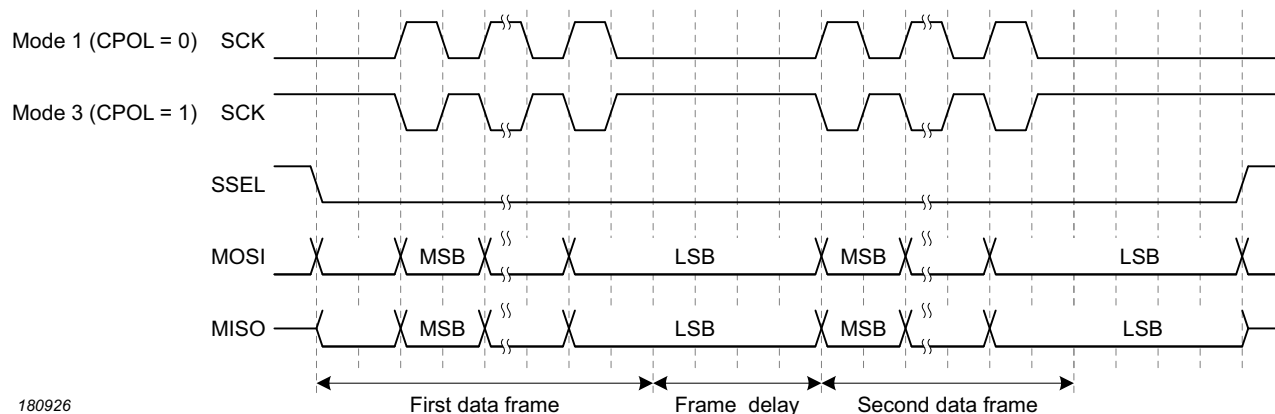 Mode 1 (CPOL = 0) SCK
Mode 3 (CPOL = 1) SCK
SSEL
MOSI MSB LSB MSB LSB
MISO MSB LSB MSB LSB
First data frame Frame delay Second data frame
180926